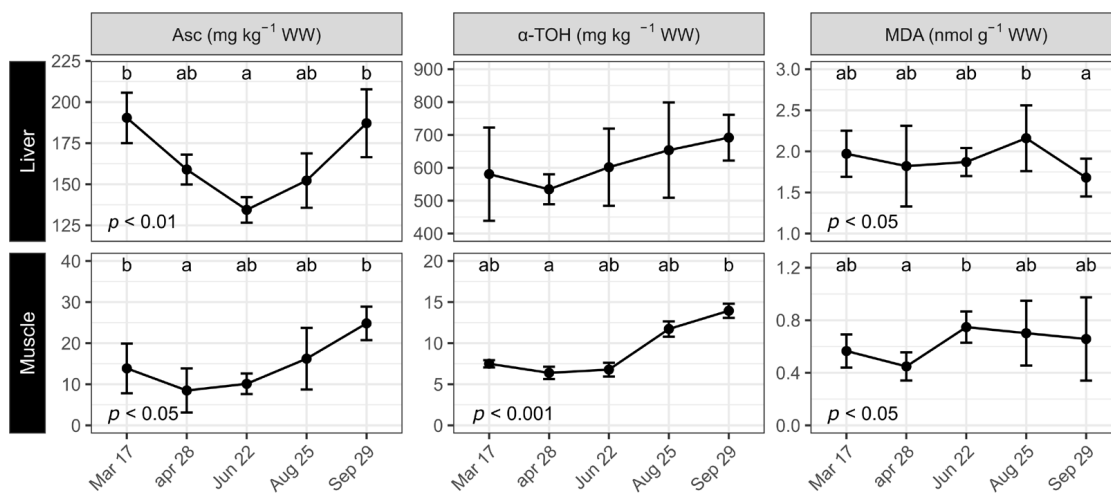 Asc (mg kg⁻¹ WW)
α-TOH (mg kg ⁻¹ WW)
MDA (nmol g⁻¹ WW)
Liver
225
200
175
150
125
b ab a ab b
p < 0.01
900
800
700
600
500
400
3.0
2.5
2.0
1.5
1.0
ab ab ab b a
p < 0.05
Muscle
40
30
20
10
0
b a ab ab b
p < 0.05
20
15
10
5
0
ab a ab ab b
p < 0.001
1.2
0.8
0.4
0.0
ab a b ab ab
p < 0.05
Mar 17
apr 28
Jun 22
Aug 25
Sep 29
Mar 17
apr 28
Jun 22
Aug 25
Sep 29
Mar 17
apr 28
Jun 22
Aug 25
Sep 29